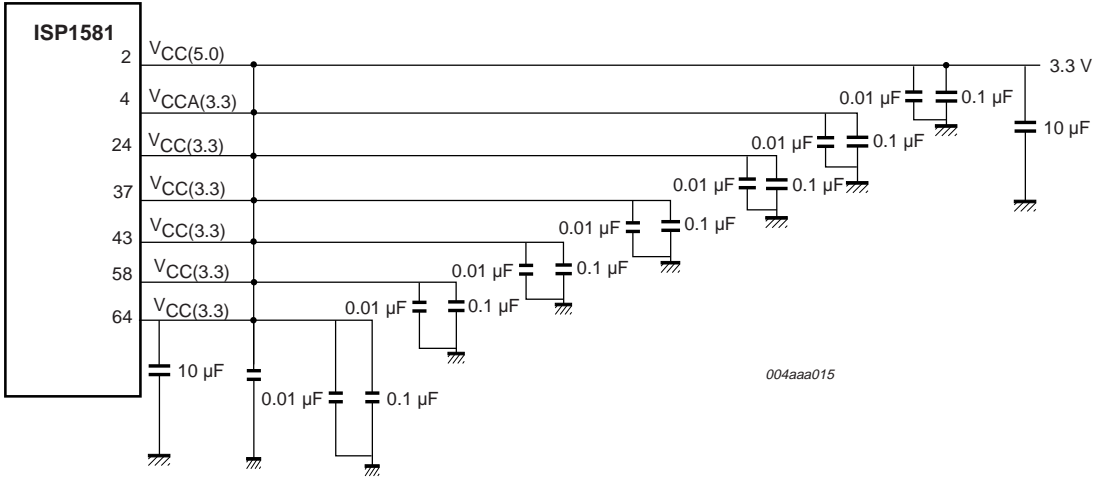 ISP1581
2 VCC(5.0) 3.3 V
0.01 µF 0.1 µF
4 VCCA(3.3) 10 µF
0.01 µF 0.1 µF
24 VCC(3.3)
0.01 µF 0.1 µF
37 VCC(3.3)
0.01 µF 0.1 µF
43 VCC(3.3)
0.01 µF 0.1 µF
58 VCC(3.3)
0.01 µF 0.1 µF
64 VCC(3.3)
10 µF
0.01 µF 0.1 µF
004aaa015